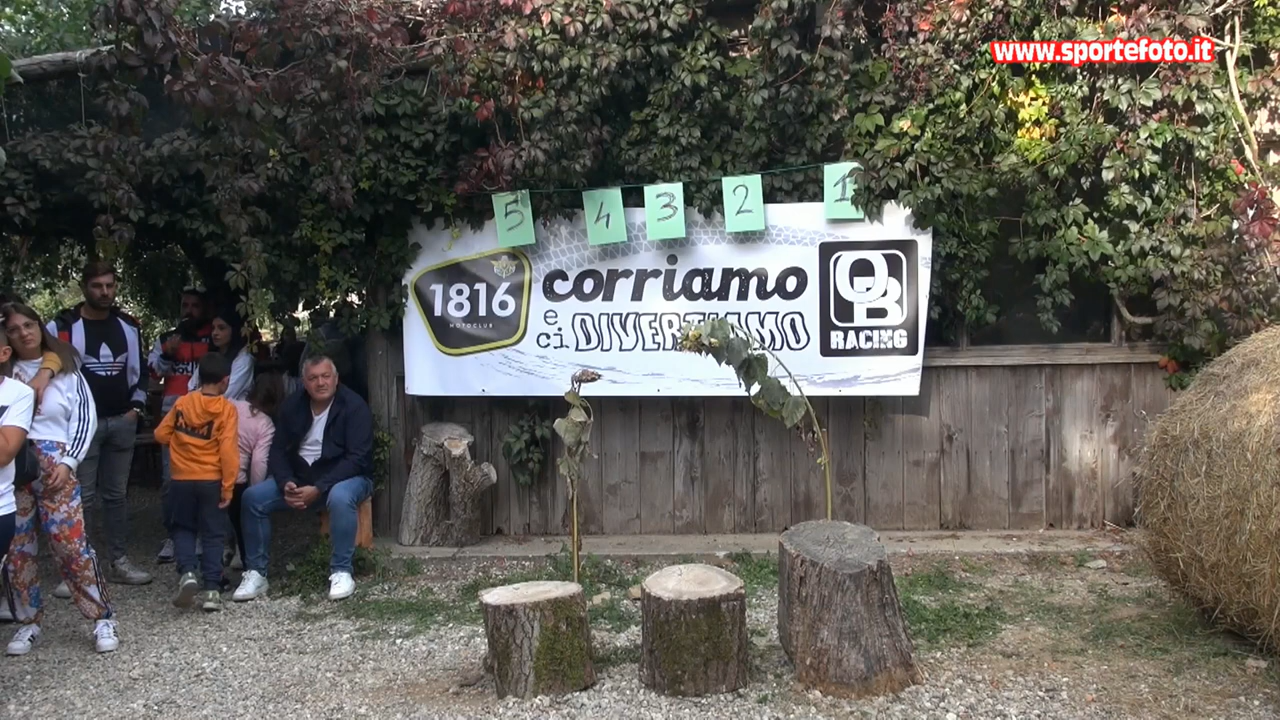 www.sportefoto.it
5 4 3 2 1
1816
MOTOCLUB
corriamo
e
ci DIVERTIAMO
OB
RACING